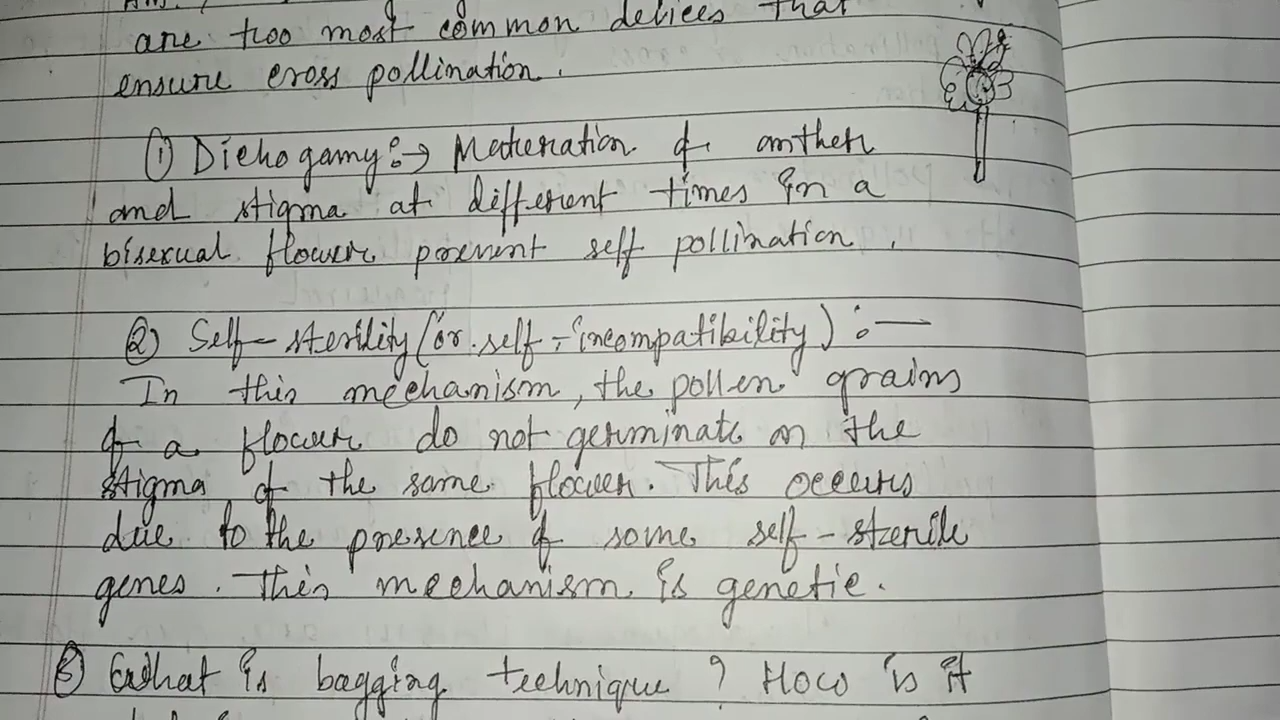 are two most common devices that
ensure cross pollination.
① Dichogamy :→ Maturation of anther
and stigma at different times in a
bisexual flower prevent self pollination.
② Self-sterility (or self-incompatibility) :—
In this mechanism, the pollen grains
of a flower do not germinate on the
stigma of the same flower. This occurs
due to the presence of some self-sterile
genes. This mechanism is genetic.
What is bagging technique ? How is it